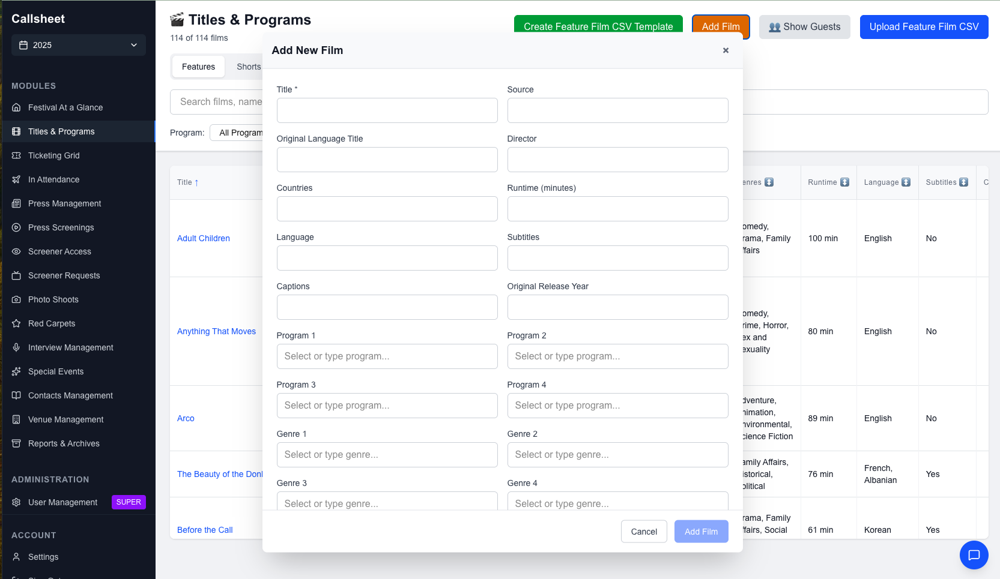 Callsheet
2025
MODULES
Festival At a Glance
Titles & Programs
Ticketing Grid
In Attendance
Press Management
Press Screenings
Screener Access
Screener Requests
Photo Shoots
Red Carpets
Interview Management
Special Events
Contacts Management
Venue Management
Reports & Archives
ADMINISTRATION
User Management SUPER
ACCOUNT
Settings
🎬 Titles & Programs
114 of 114 films
Create Feature Film CSV Template
Add Film
👥 Show Guests
Upload Feature Film CSV
Features
Shorts
Search films, name
Program: All Program
Title ↑
enres ↕️ Runtime ↕️ Language ↕️ Subtitles ↕️ C
Adult Children
omedy,
rama, Family
ffairs
100 min
English
No
Anything That Moves
omedy,
rime, Horror,
ex and
exuality
80 min
English
No
Arco
dventure,
nimation,
nvironmental,
cience Fiction
89 min
English
No
The Beauty of the Donk
amily Affairs,
istorical,
olitical
76 min
French,
Albanian
Yes
Before the Call
rama, Family
ffairs, Social
61 min
Korean
Yes
Add New Film
×
Title *
Source
Original Language Title
Director
Countries
Runtime (minutes)
Language
Subtitles
Captions
Original Release Year
Program 1
Select or type program...
Program 2
Select or type program...
Program 3
Select or type program...
Program 4
Select or type program...
Genre 1
Select or type genre...
Genre 2
Select or type genre...
Genre 3
Select or type genre...
Genre 4
Select or type genre...
Cancel
Add Film